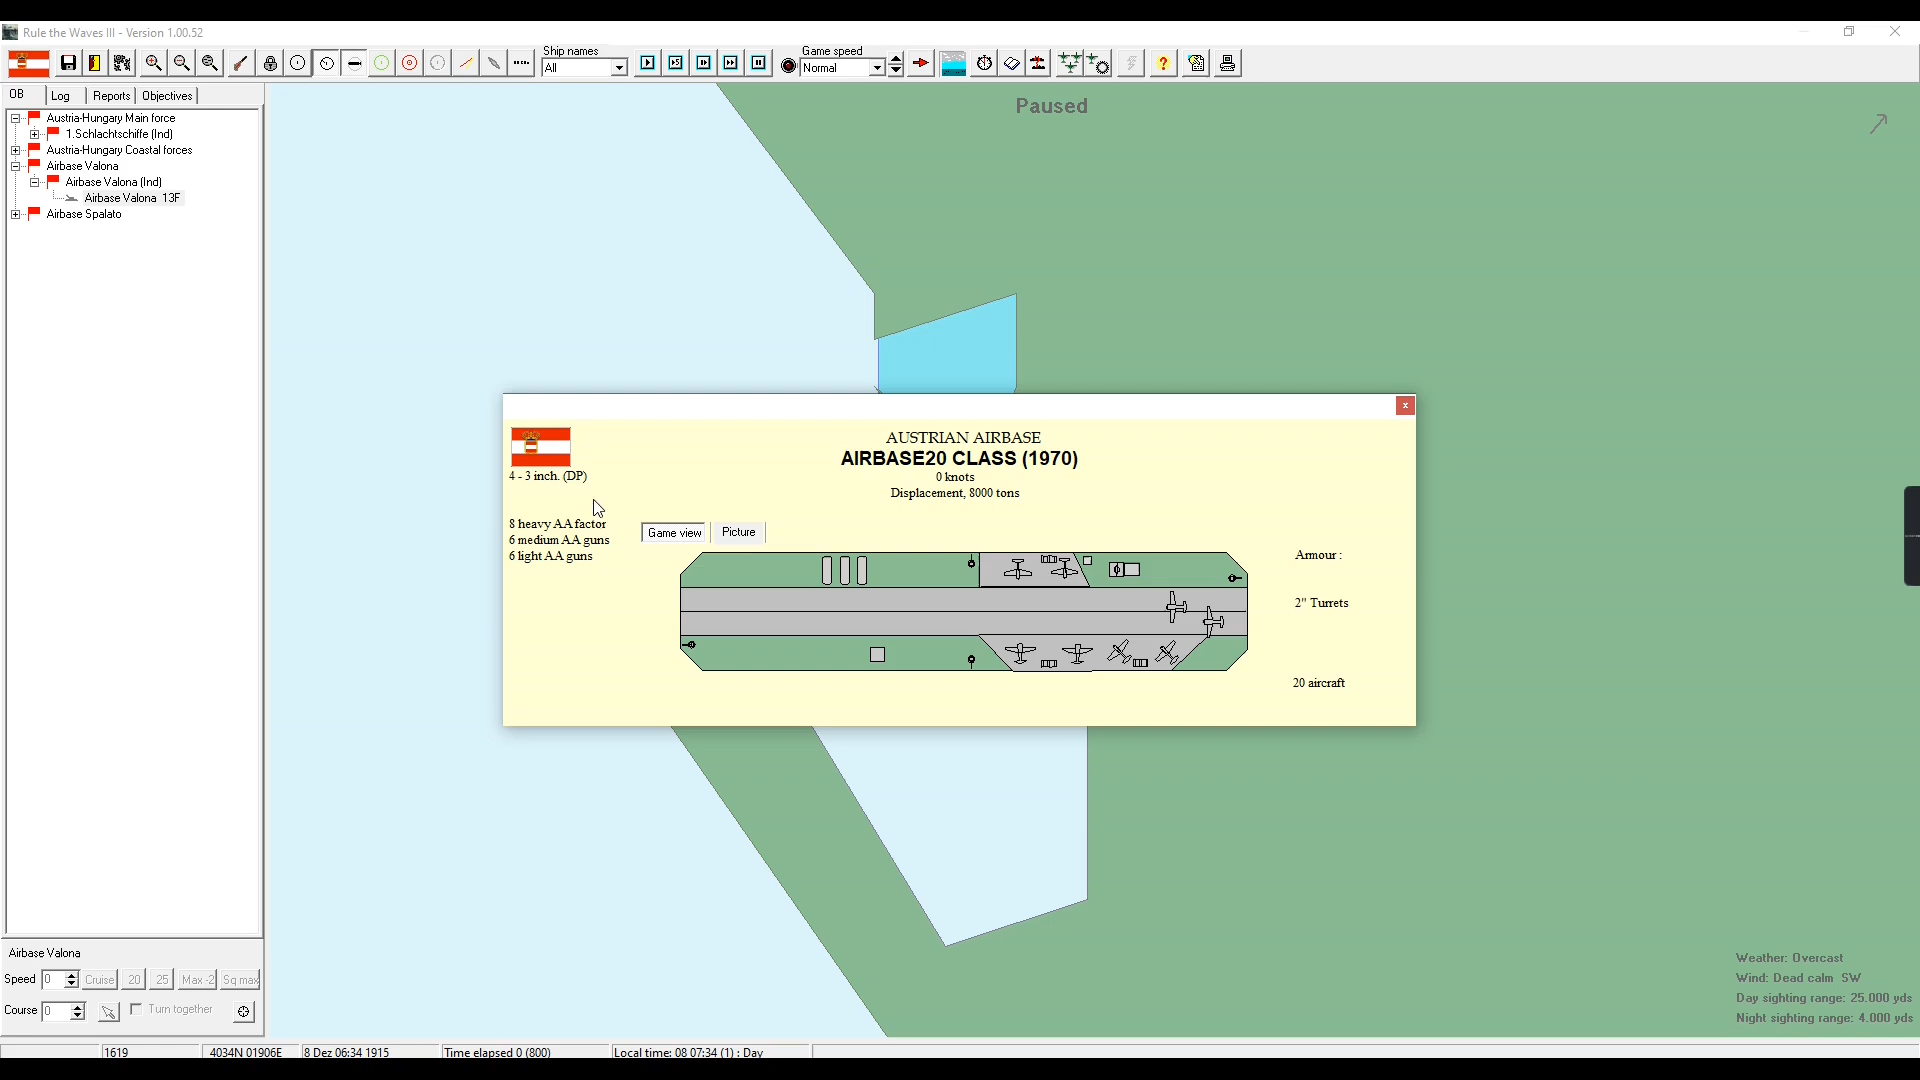 Rule the Waves III - Version 1.00.52
Ship names
All
Game speed
Normal
OB
Log
Reports
Objectives
Austria-Hungary Main force
1.Schlachtschiffe (Ind)
Austria-Hungary Coastal forces
Airbase Valona
Airbase Valona (Ind)
Airbase Valona 13F
Airbase Spalato
Paused
AUSTRIAN AIRBASE
AIRBASE20 CLASS (1970)
0 knots
Displacement, 8000 tons
4 - 3 inch. (DP)
8 heavy AA factor
6 medium AA guns
6 light AA guns
Game view
Picture
Armour :
2" Turrets
20 aircraft
Airbase Valona
Speed 0 Cruise 20 25 Max -2 Sq max
Course 0 Turn together
Weather: Overcast
Wind: Dead calm SW
Day sighting range: 25.000 yds
Night sighting range: 4.000 yds
1619
4034N 01906E
8 Dez 06:34 1915
Time elapsed 0 (800)
Local time: 08 07:34 (1) : Day